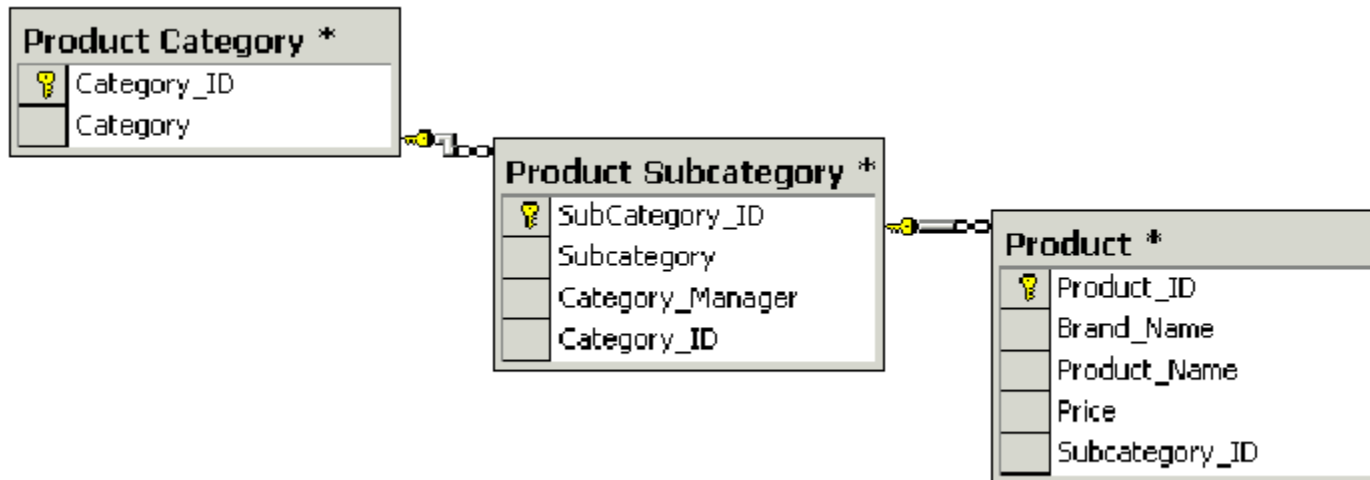 Product Category *
Category_ID
Category
Product Subcategory *
SubCategory_ID
Subcategory
Category_Manager
Category_ID
Product *
Product_ID
Brand_Name
Product_Name
Price
Subcategory_ID